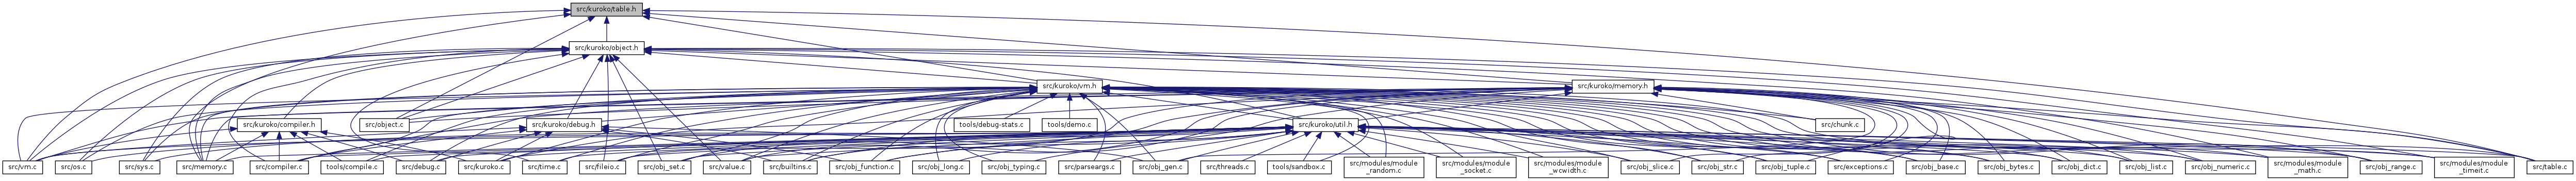 src/kuroko/table.h
src/kuroko/object.h
src/kuroko/vm.h
src/kuroko/memory.h
src/kuroko/compiler.h
src/object.c
src/kuroko/debug.h
tools/debug-stats.c
tools/demo.c
src/kuroko/util.h
src/chunk.c
src/vm.c
src/os.c
src/sys.c
src/memory.c
src/compiler.c
tools/compile.c
src/debug.c
src/kuroko.c
src/time.c
src/fileio.c
src/obj_set.c
src/value.c
src/builtins.c
src/obj_function.c
src/obj_long.c
src/obj_typing.c
src/parseargs.c
src/obj_gen.c
src/threads.c
tools/sandbox.c
src/modules/module
_random.c
src/modules/module
_socket.c
src/modules/module
_wcwidth.c
src/obj_slice.c
src/obj_str.c
src/obj_tuple.c
src/exceptions.c
src/obj_base.c
src/obj_bytes.c
src/obj_dict.c
src/obj_list.c
src/obj_numeric.c
src/modules/module
_math.c
src/obj_range.c
src/modules/module
_timeit.c
src/table.c